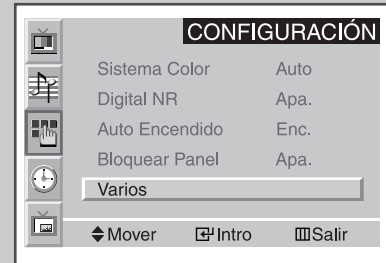 CONFIGURACIÓN
Sistema Color Auto
Digital NR Apa.
Auto Encendido Enc.
Bloquear Panel Apa.
Varios
Mover Intro Salir